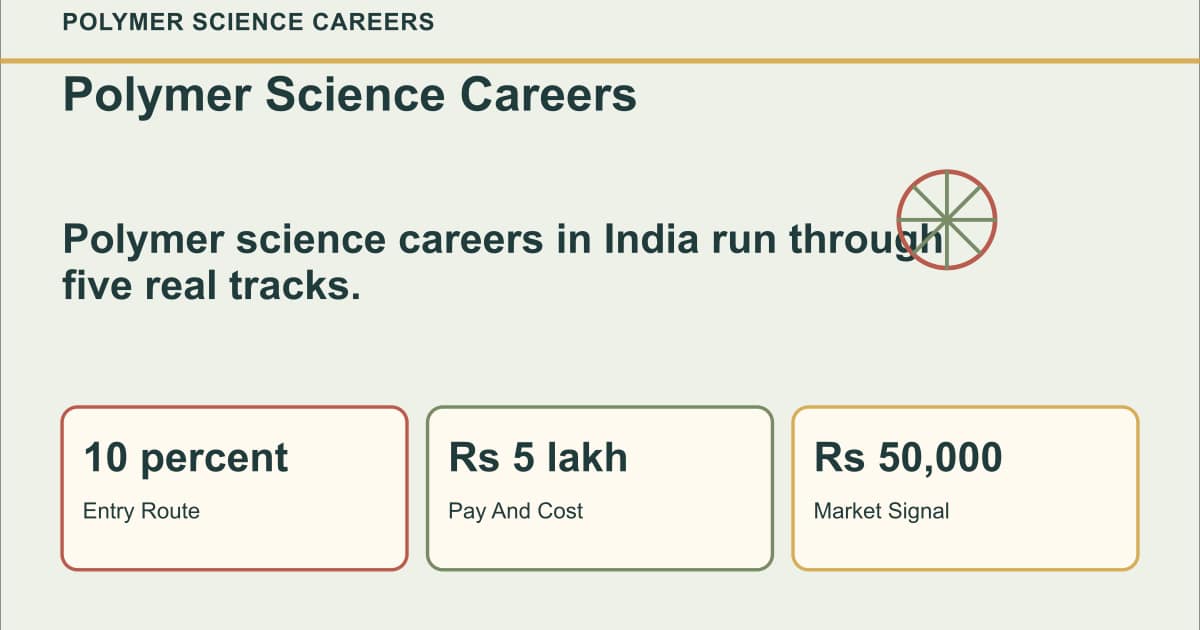 POLYMER SCIENCE CAREERS
Polymer Science Careers
Polymer science careers in India run through
five real tracks.
10 percent
Entry Route
Rs 5 lakh
Pay And Cost
Rs 50,000
Market Signal